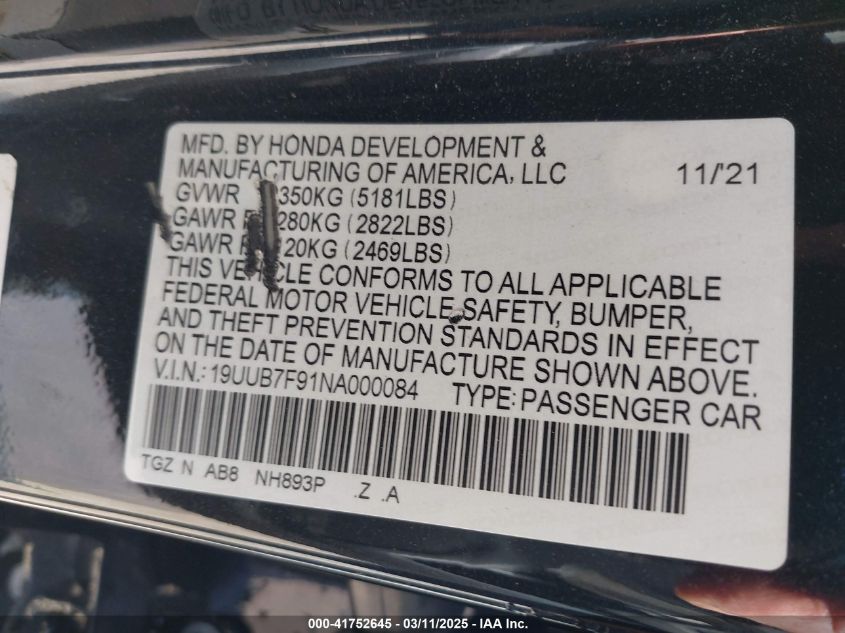 MFD. BY HONDA DEVELOPMENT &
MANUFACTURING OF AMERICA, LLC 11/'21
GVWR 350KG (5181LBS)
GAWR 280KG (2822LBS)
GAWR 120KG (2469LBS)
THIS VEHICLE CONFORMS TO ALL APPLICABLE
FEDERAL MOTOR VEHICLE SAFETY, BUMPER,
AND THEFT PREVENTION STANDARDS IN EFFECT
ON THE DATE OF MANUFACTURE SHOWN ABOVE.
V.I.N.: 19UUB7F91NA000084 TYPE: PASSENGER CAR
TGZ N AB8 NH893P .Z .A
000-41752645 - 03/11/2025 - IAA Inc.